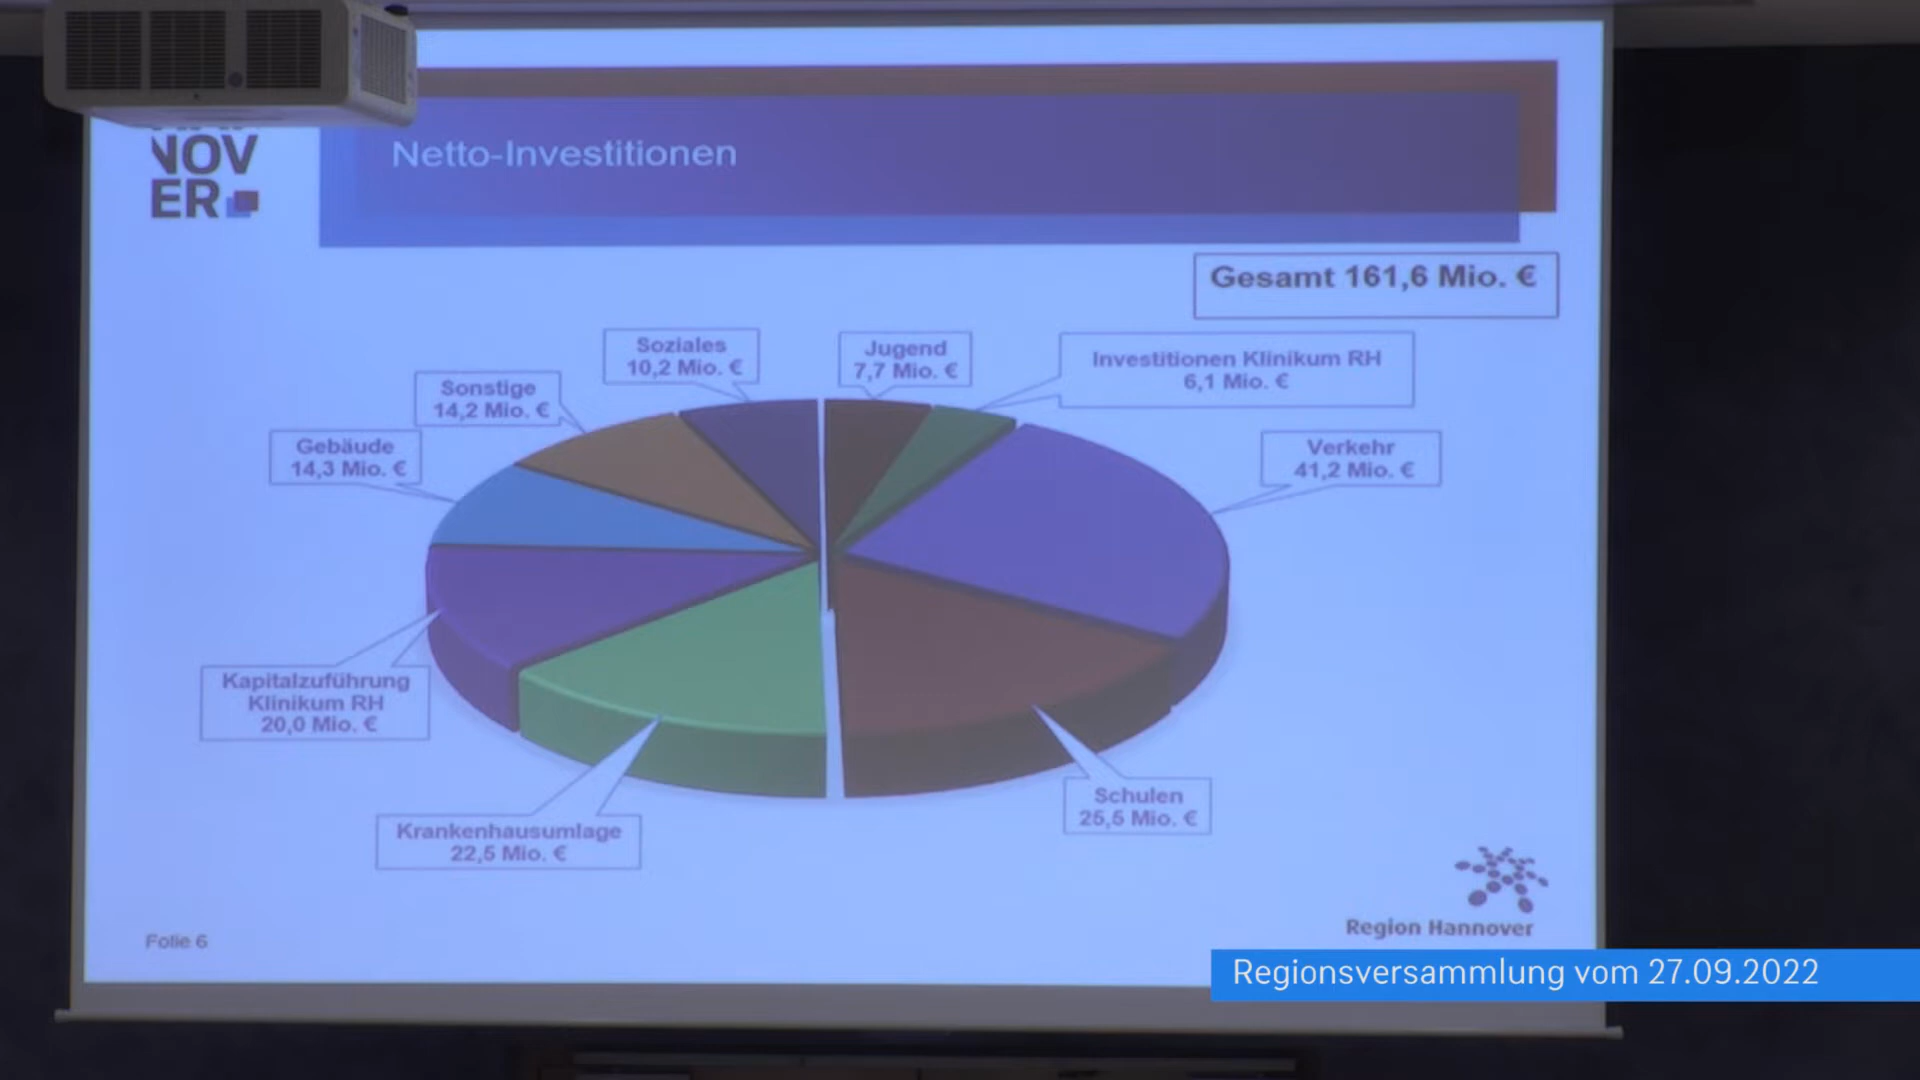 NOV
ER
Netto-Investitionen
Gesamt 161,6 Mio. €
Soziales
10,2 Mio. €
Jugend
7,7 Mio. €
Investitionen Klinikum RH
6,1 Mio. €
Sonstige
14,2 Mio. €
Gebäude
14,3 Mio. €
Verkehr
41,2 Mio. €
Kapitalzuführung
Klinikum RH
20,0 Mio. €
Schulen
25,5 Mio. €
Krankenhausumlage
22,5 Mio. €
Folie 6
Region Hannover
Regionsversammlung vom 27.09.2022